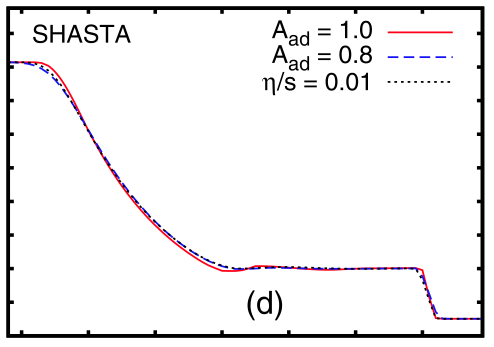 SHASTA
A_ad = 1.0
A_ad = 0.8
η/s = 0.01
(d)